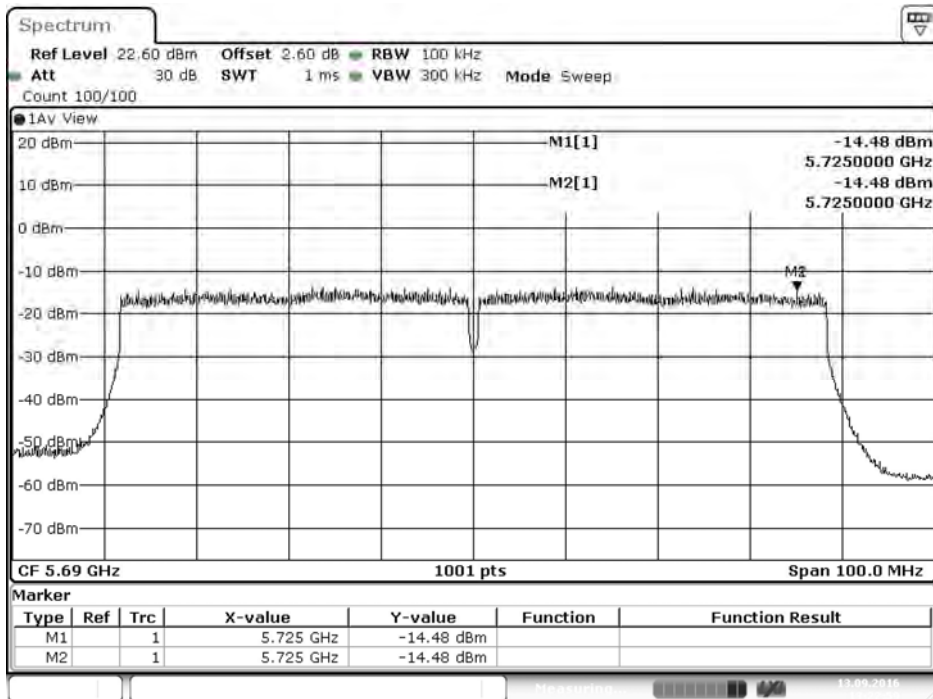 Spectrum
Ref Level 22.60 dBm Offset 2.60 dB RBW 100 kHz
Att 30 dB SWT 1 ms VBW 300 kHz Mode Sweep
Count 100/100
1Av View
20 dBm M1[1] -14.48 dBm
5.7250000 GHz
10 dBm M2[1] -14.48 dBm
5.7250000 GHz
0 dBm
-10 dBm
M2
-20 dBm
-30 dBm
-40 dBm
-50 dBm
-60 dBm
-70 dBm
CF 5.69 GHz 1001 pts Span 100.0 MHz
Marker
Type Ref Trc X-value Y-value Function Function Result
M1 1 5.725 GHz -14.48 dBm
M2 1 5.725 GHz -14.48 dBm
Measuring... 13.09.2016